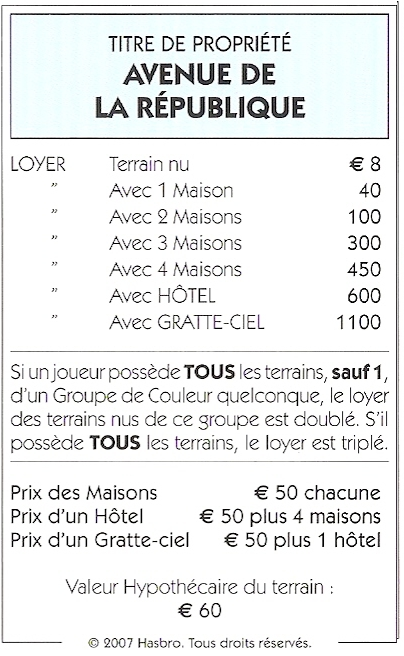 TITRE DE PROPRIÉTÉ
AVENUE DE
LA RÉPUBLIQUE
LOYER Terrain nu € 8
” Avec 1 Maison 40
” Avec 2 Maisons 100
” Avec 3 Maisons 300
” Avec 4 Maisons 450
” Avec HÔTEL 600
” Avec GRATTE-CIEL 1100
Si un joueur possède TOUS les terrains, sauf 1,
d’un Groupe de Couleur quelconque, le loyer
des terrains nus de ce groupe est doublé. S’il
possède TOUS les terrains, le loyer est triplé.
Prix des Maisons € 50 chacune
Prix d’un Hôtel € 50 plus 4 maisons
Prix d’un Gratte-ciel € 50 plus 1 hôtel
Valeur Hypothécaire du terrain :
€ 60
© 2007 Hasbro. Tous droits réservés.